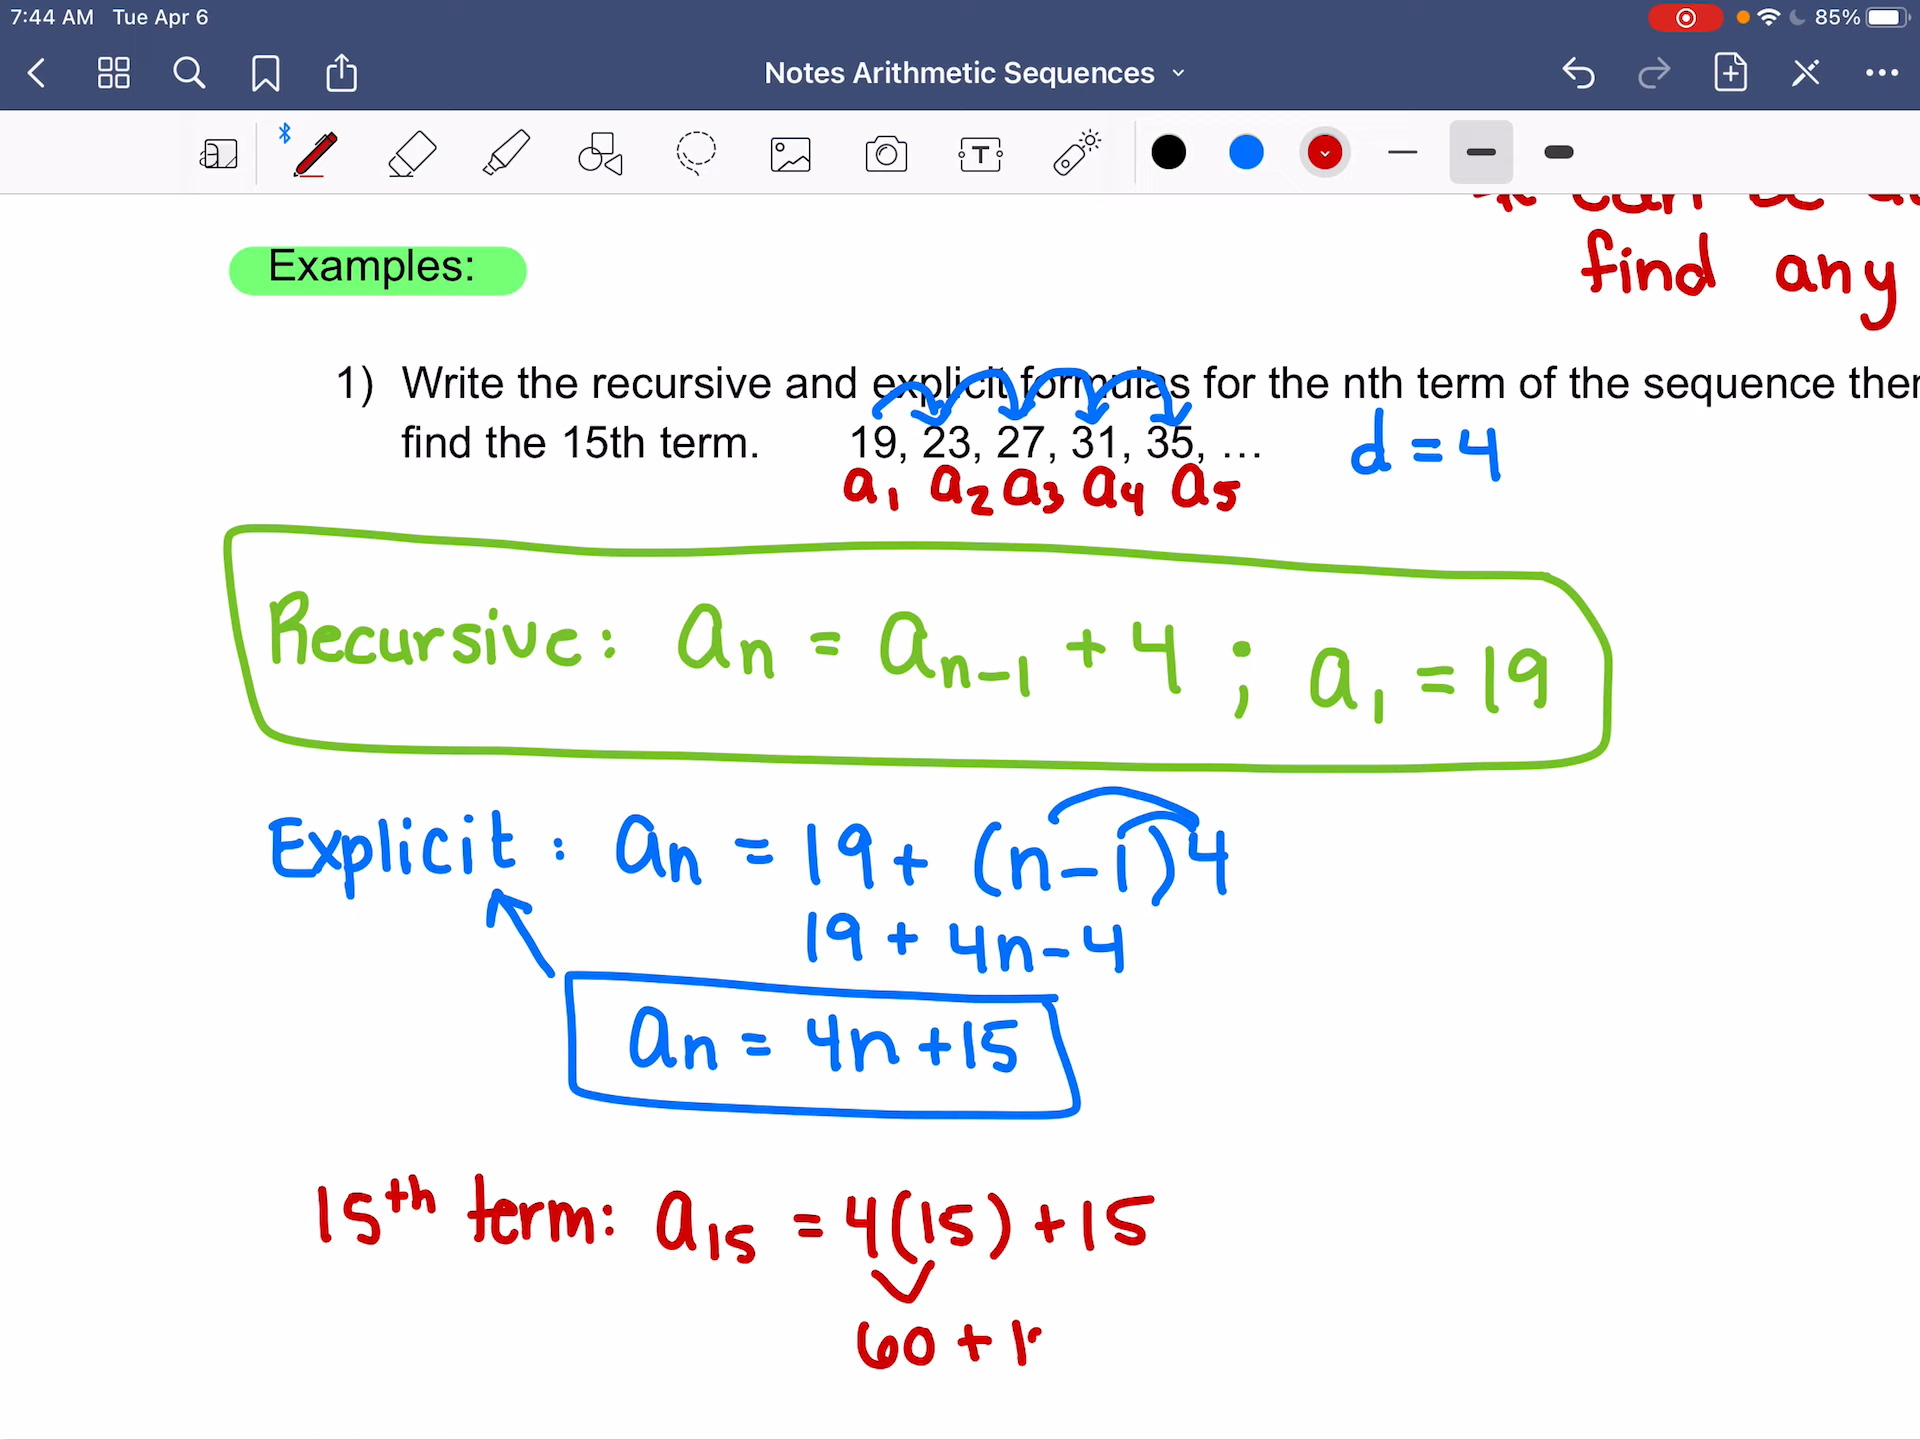 7:44 AM Tue Apr 6 85%
Notes Arithmetic Sequences
find any
Examples:
1) Write the recursive and explicit formulas for the nth term of the sequence then
find the 15th term. 19, 23, 27, 31, 35, … d = 4
a₁ a₂ a₃ a₄ a₅
Recursive: aₙ = aₙ₋₁ + 4 ; a₁ = 19
Explicit: aₙ = 19 + (n-1)4
19 + 4n - 4
aₙ = 4n + 15
15th term: a₁₅ = 4(15) + 15
60 + 1